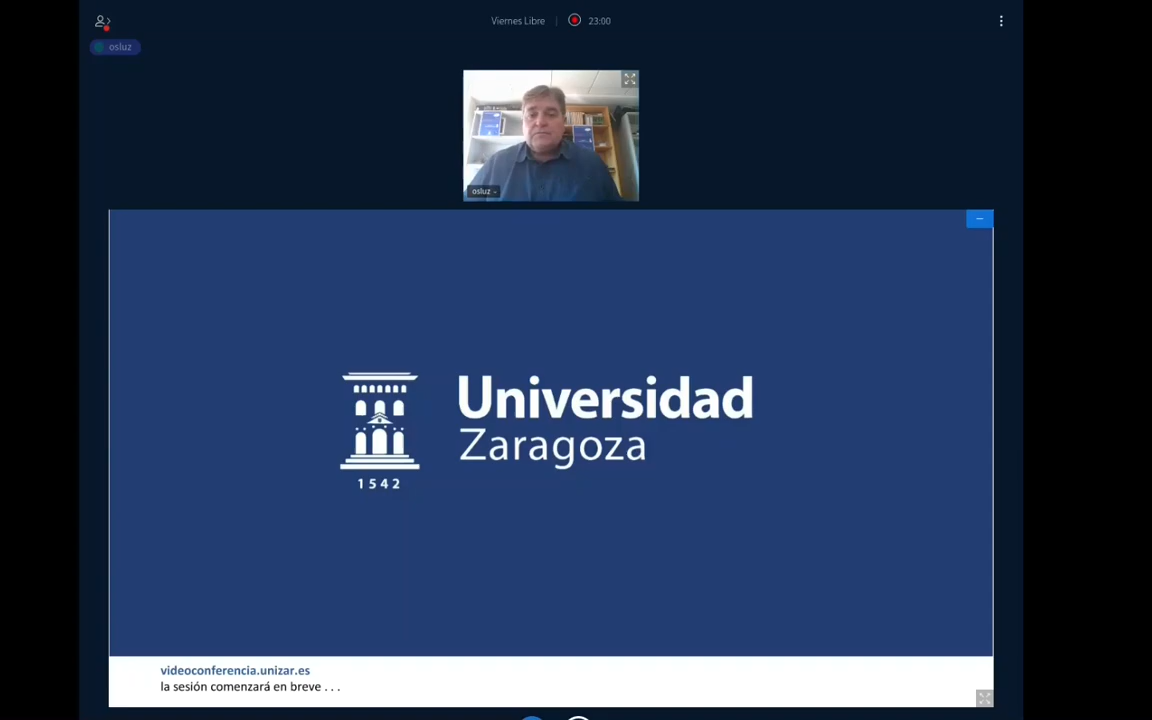 Viernes Libre
23:00
osluz
osluz
Universidad
Zaragoza
1542
videoconferencia.unizar.es
la sesión comenzará en breve . . .